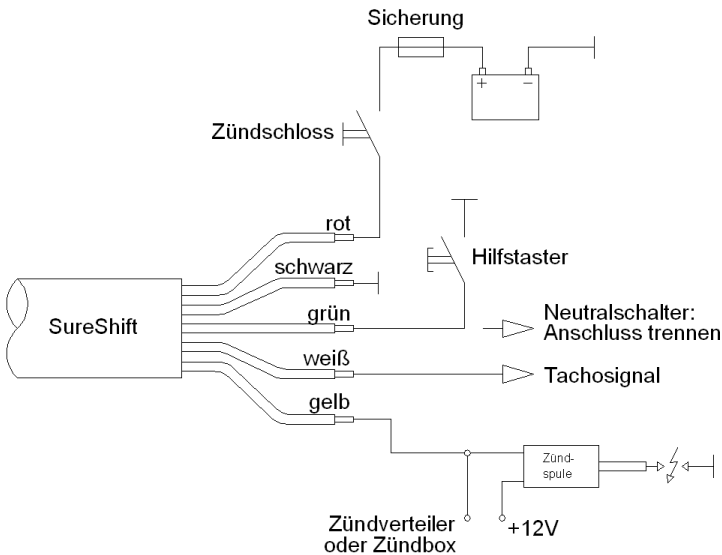 Sicherung
+ −
Zündschloss
rot
Hilfstaster
schwarz
SureShift
grün
Neutralschalter:
Anschluss trennen
weiß
Tachosignal
gelb
Zünd-
spule
Zündverteiler
oder Zündbox
+12V